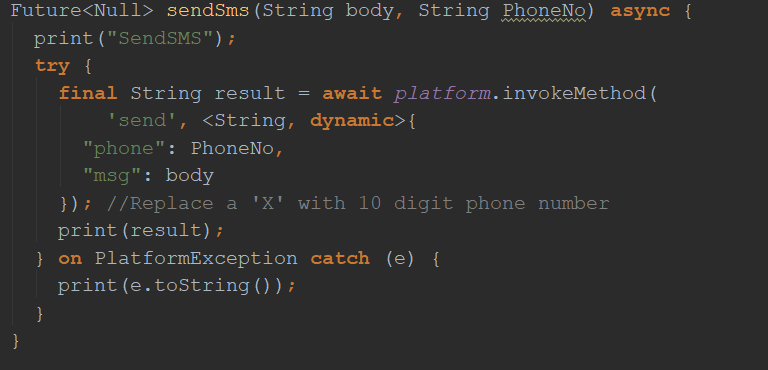 Future<Null> sendSms(String body, String PhoneNo) async {
print("SendSMS");
try {
final String result = await platform.invokeMethod(
'send', <String, dynamic>{
"phone": PhoneNo,
"msg": body
}); //Replace a 'X' with 10 digit phone number
print(result);
} on PlatformException catch (e) {
print(e.toString());
}
}